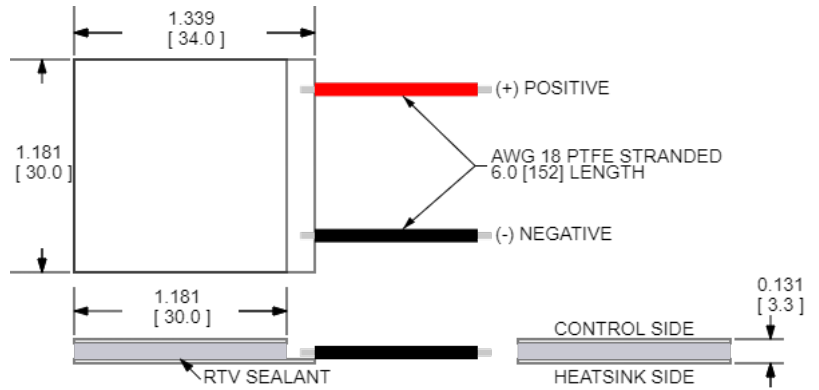 1.339
[ 34.0 ]
(+) POSITIVE
1.181
[ 30.0 ]
AWG 18 PTFE STRANDED
6.0 [152] LENGTH
(-) NEGATIVE
1.181
[ 30.0 ]
0.131
[ 3.3 ]
CONTROL SIDE
RTV SEALANT
HEATSINK SIDE